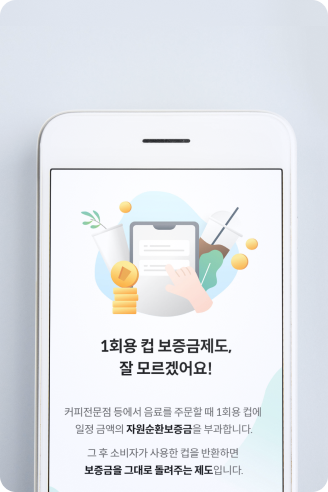 1회용 컵 보증금제도,
잘 모르겠어요!
커피전문점 등에서 음료를 주문할 때 1회용 컵에
일정 금액의 자원순환보증금을 부과합니다.
그 후 소비자가 사용한 컵을 반환하면
보증금을 그대로 돌려주는 제도입니다.